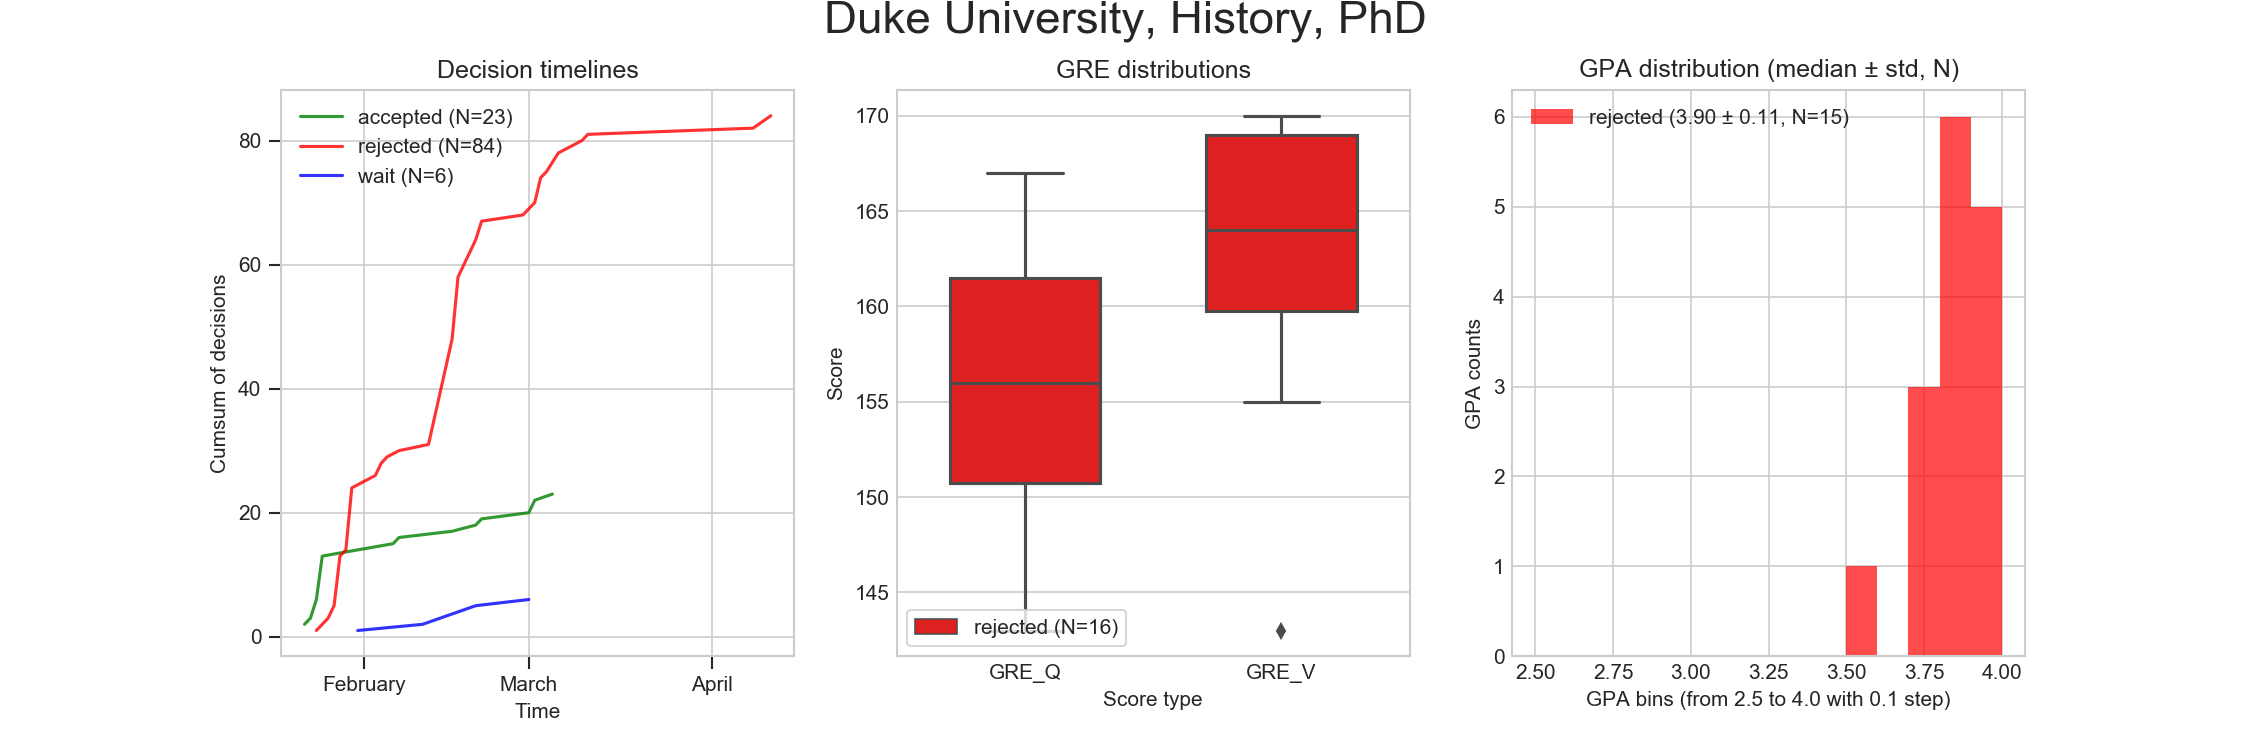 Duke University, History, PhD
Decision timelines
accepted (N=23)
rejected (N=84)
wait (N=6)
80
60
40
20
0
Cumsum of decisions
February March April
Time
GRE distributions
170
165
160
155
150
145
Score
rejected (N=16)
GRE_Q GRE_V
Score type
GPA distribution (median ± std, N)
rejected (3.90 ± 0.11, N=15)
6
5
4
3
2
1
0
GPA counts
2.50 2.75 3.00 3.25 3.50 3.75 4.00
GPA bins (from 2.5 to 4.0 with 0.1 step)